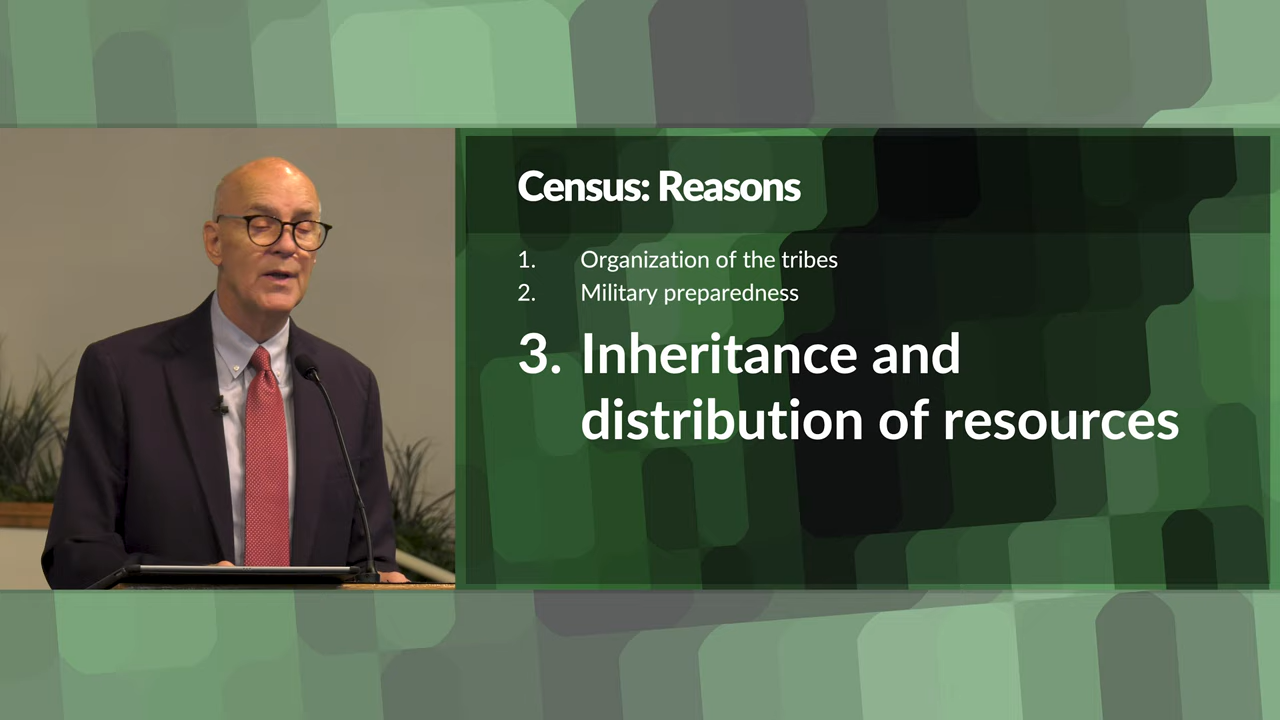 Census: Reasons
1. Organization of the tribes
2. Military preparedness
3. Inheritance and
distribution of resources